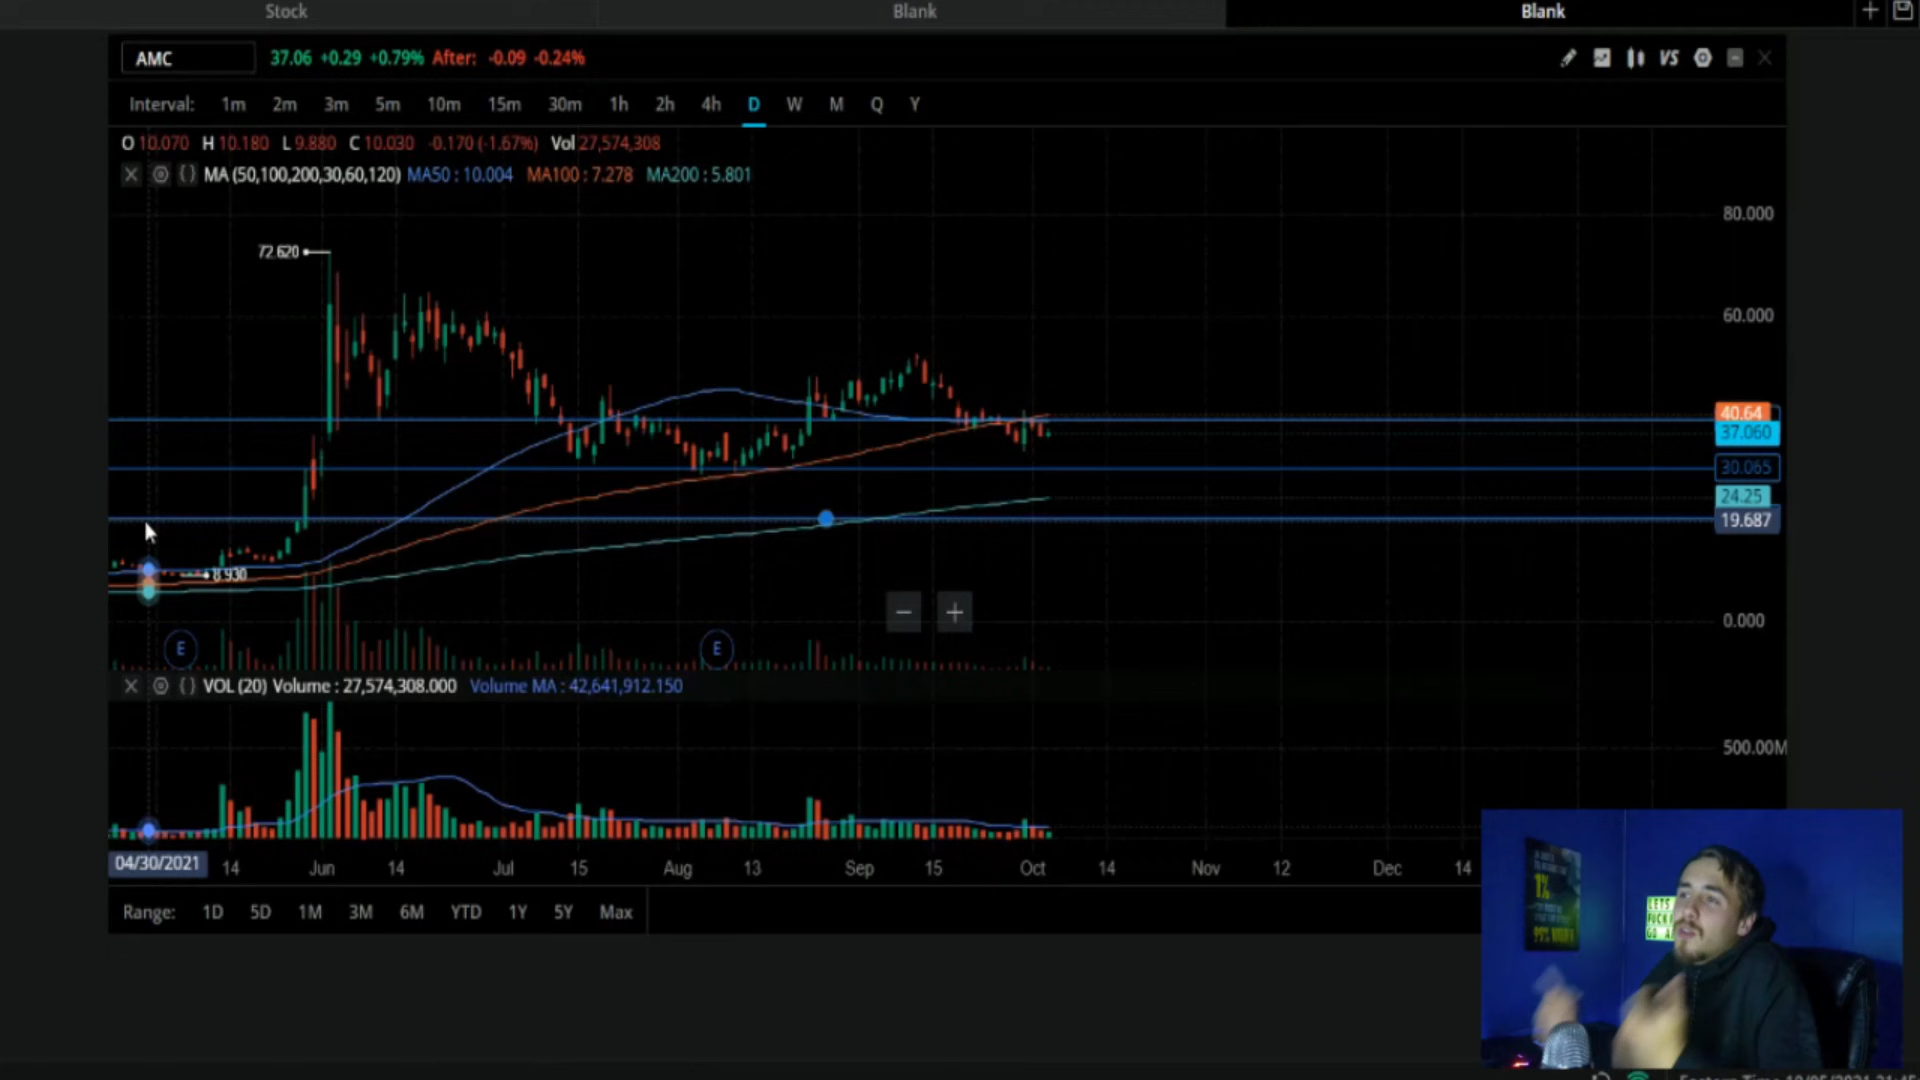 Stock Blank Blank
AMC 37.06 +0.29 +0.79% After: -0.09 -0.24% VS
Interval: 1m 2m 3m 5m 10m 15m 30m 1h 2h 4h D W M Q Y
O 10.070 H 10.180 L 9.880 C 10.030 -0.170 (-1.67%) Vol 27,574,308
MA (50,100,200,30,60,120) MA50 : 10.004 MA100 : 7.278 MA200 : 5.801
80.000
72.620
60.000
40.64
37.060
30.065
24.25
19.687
8.930
0.000
E E
VOL (20) Volume : 27,574,308.000 Volume MA : 42,641,912.150
500.00M
04/30/2021 14 Jun 14 Jul 15 Aug 13 Sep 15 Oct 14 Nov 12 Dec 14
Range: 1D 5D 1M 3M 6M YTD 1Y 5Y Max
1%
LETS
FUCK
GO